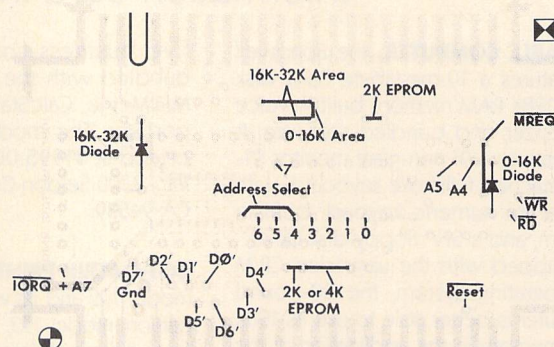 16K-32K Area
2K EPROM
0-16K Area
16K-32K
Diode
MREQ
0-16K
Diode
7
A5 A4
Address Select
6 5 4 3 2 1 0
WR
RD
D2' D1' DØ'
D4'
IORQ + A7
D7'
Gnd
D5' D6' D3'
2K or 4K
EPROM
Reset